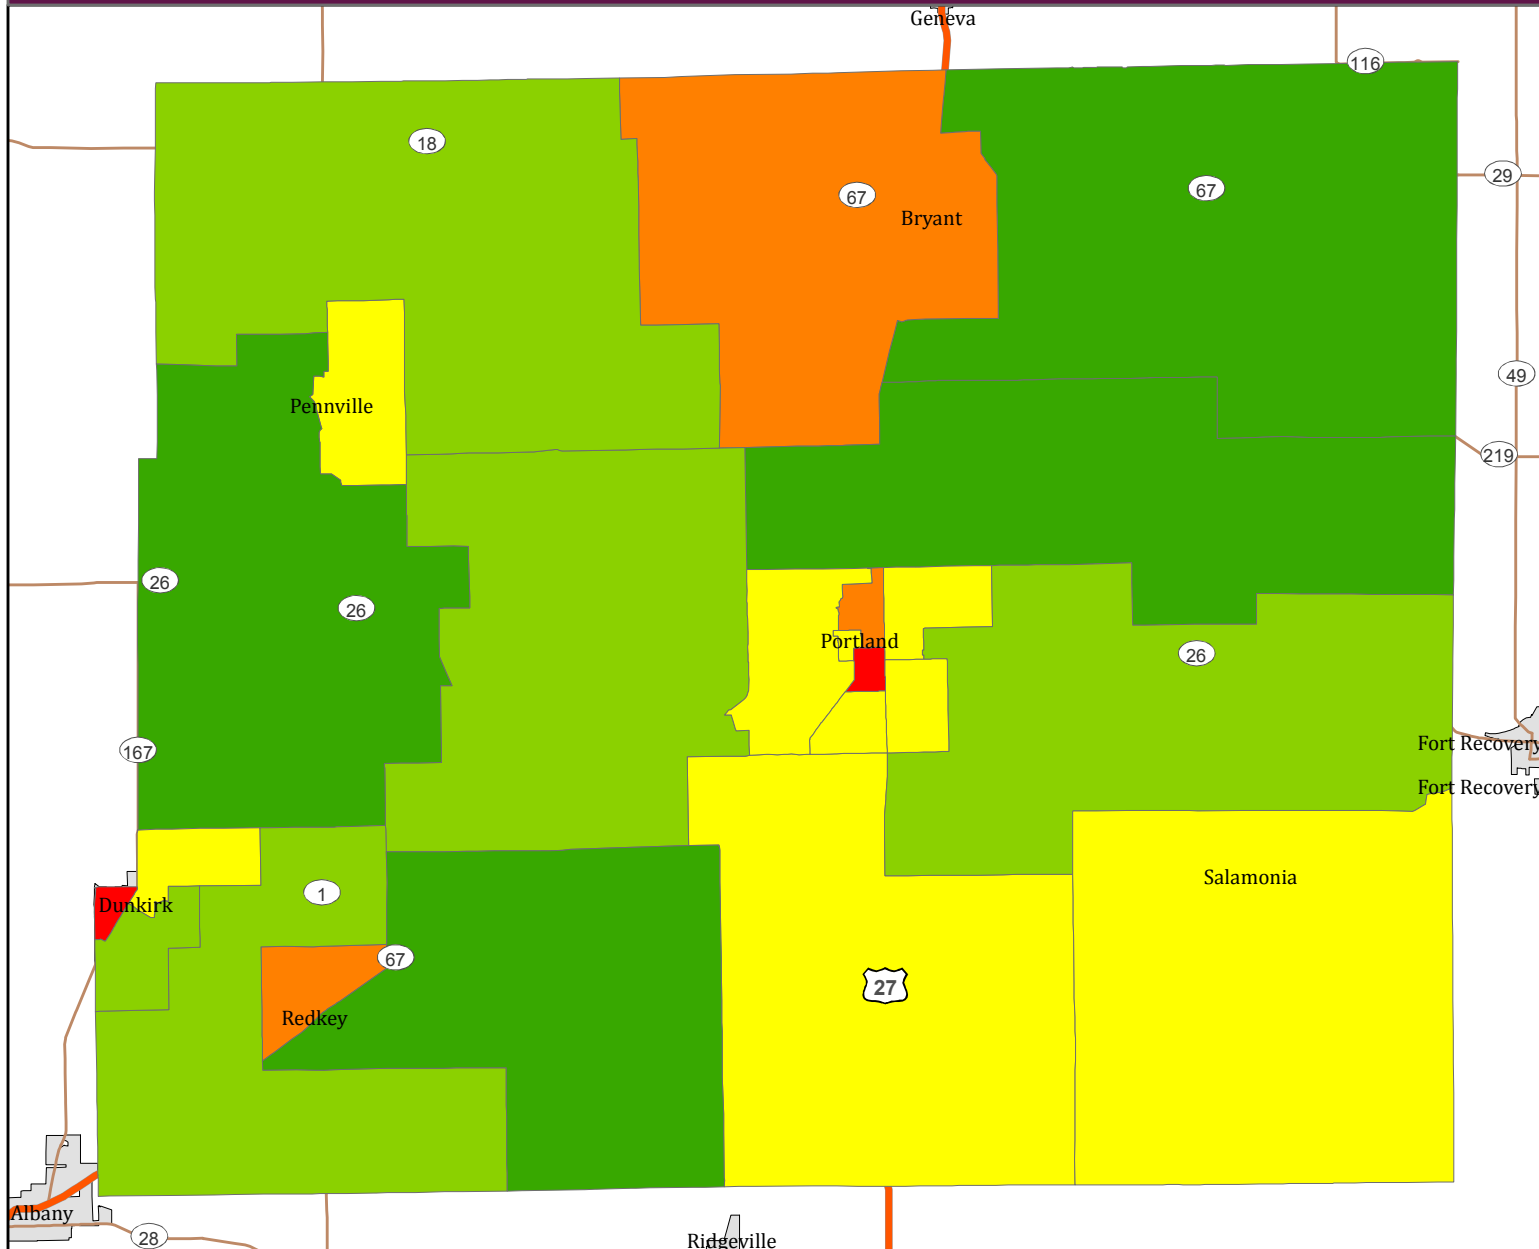 Geneva
116
18
29
67
67
Bryant
49
Pennville
219
26
26
Portland
26
167
Fort Recovery
Fort Recovery
Salamonia
1
Dunkirk
67
27
Redkey
Albany
28
Ridgeville